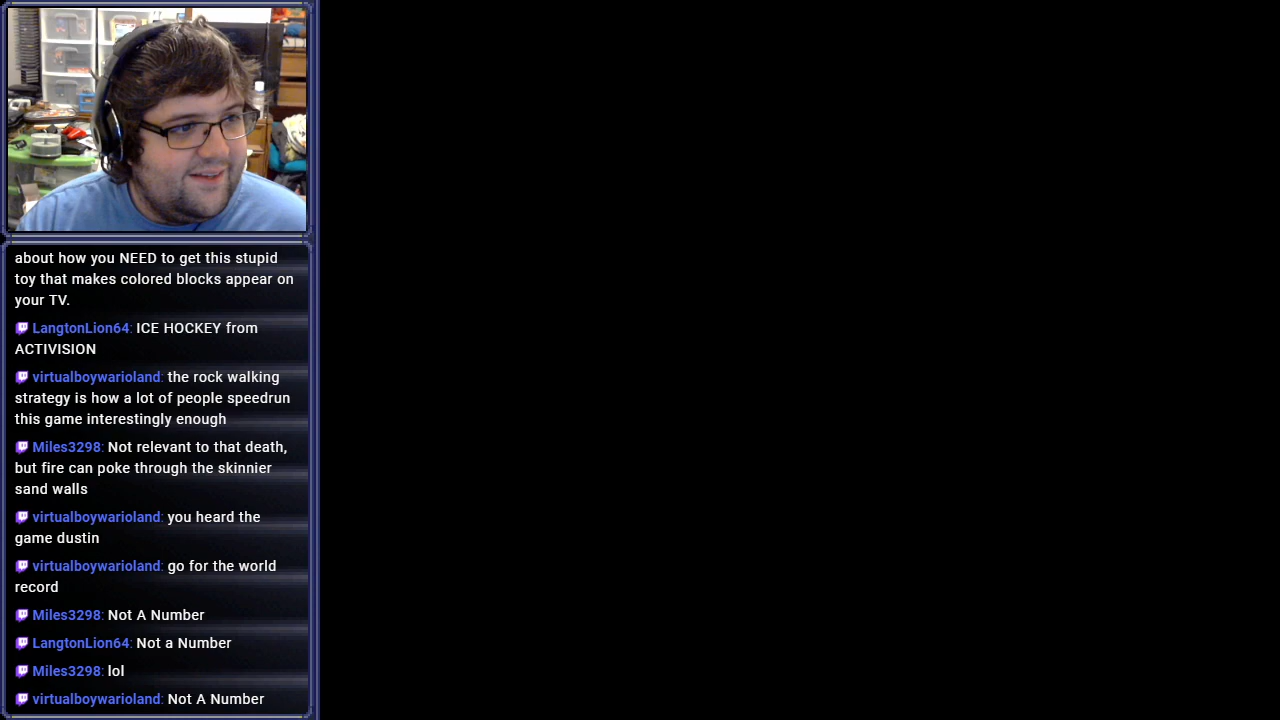 about how you NEED to get this stupid
toy that makes colored blocks appear on
your TV.
LangtonLion64: ICE HOCKEY from
ACTIVISION
virtualboywarioland: the rock walking
strategy is how a lot of people speedrun
this game interestingly enough
Miles3298: Not relevant to that death,
but fire can poke through the skinnier
sand walls
virtualboywarioland: you heard the
game dustin
virtualboywarioland: go for the world
record
Miles3298: Not A Number
LangtonLion64: Not a Number
Miles3298: lol
virtualboywarioland: Not A Number